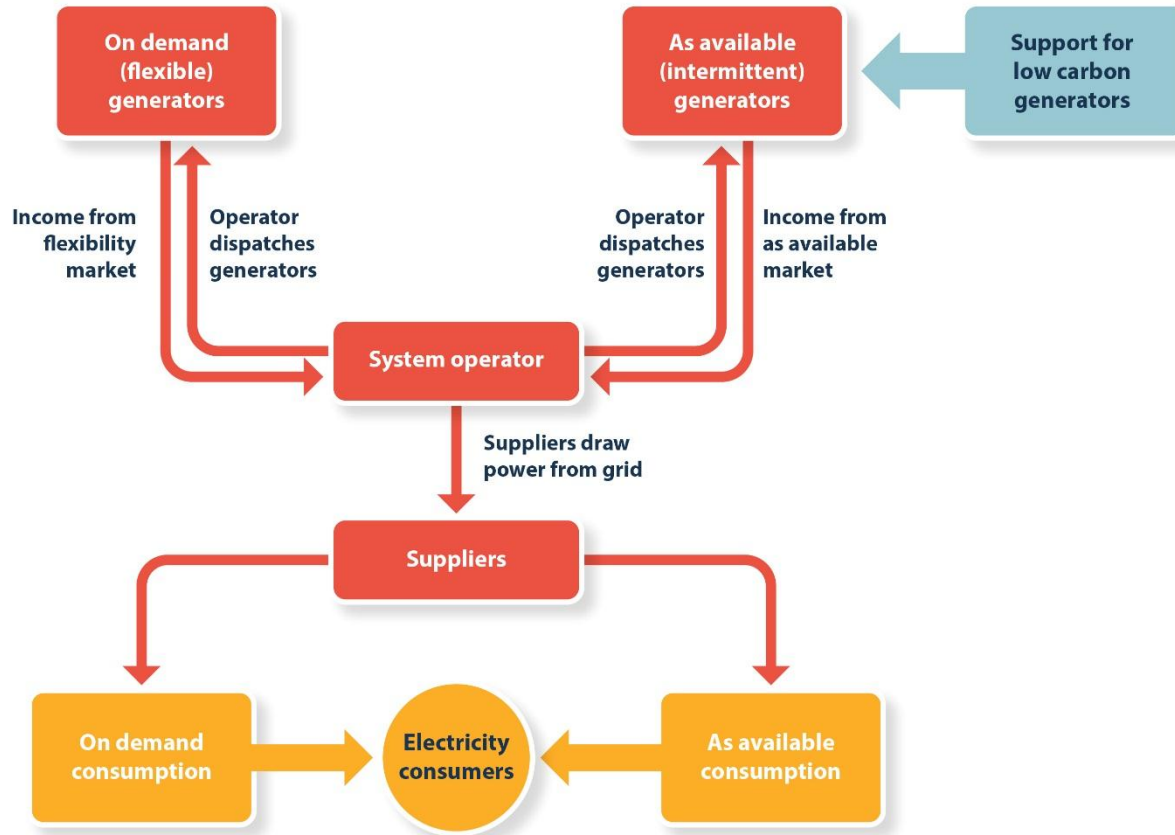 On demand
(flexible)
generators
As available
(intermittent)
generators
Support for
low carbon
generators
Income from
flexibility
market
Operator
dispatches
generators
Operator
dispatches
generators
Income from
as available
market
System operator
Suppliers draw
power from grid
Suppliers
On demand
consumption
Electricity
consumers
As available
consumption